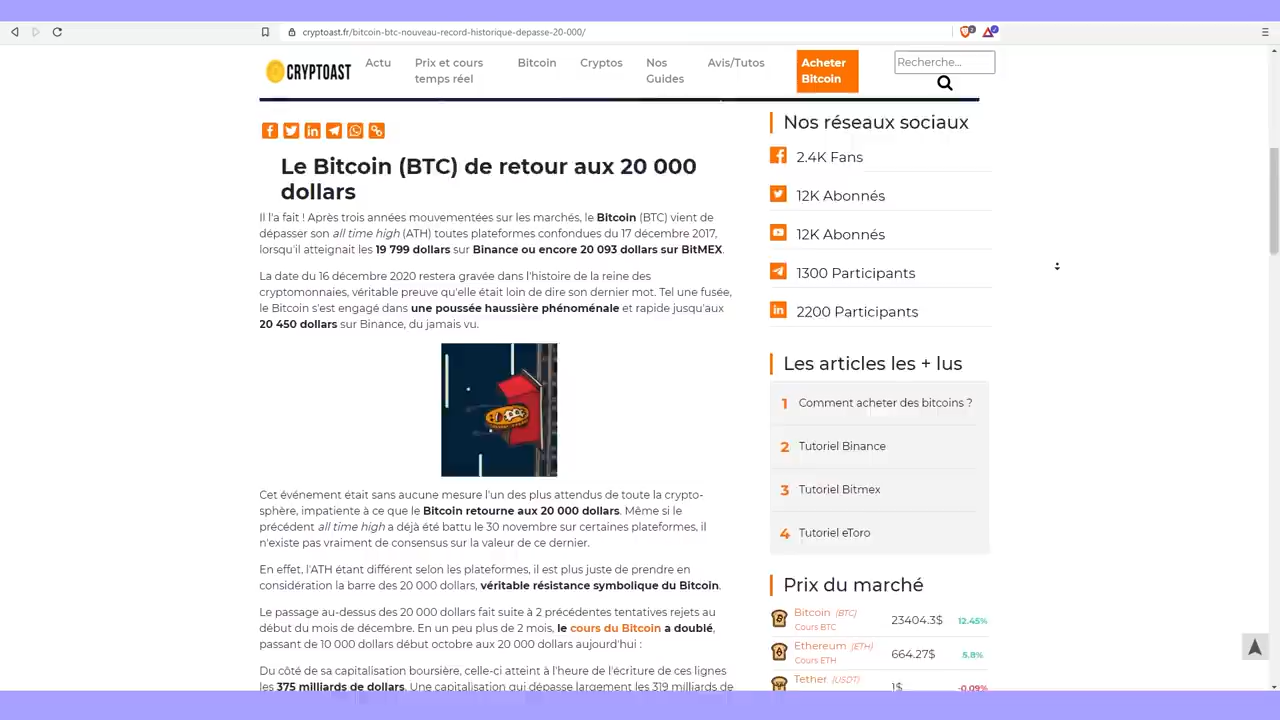 cryptoast.fr/bitcoin-btc-nouveau-record-historique-depasse-20-000/
CRYPTOAST
Actu
Prix et cours
temps réel
Bitcoin
Cryptos
Nos
Guides
Avis/Tutos
Acheter
Bitcoin
Recherche...
Le Bitcoin (BTC) de retour aux 20 000
dollars
Il l'a fait ! Après trois années mouvementées sur les marchés, le Bitcoin (BTC) vient de
dépasser son all time high (ATH) toutes plateformes confondues du 17 décembre 2017,
lorsqu'il atteignait les 19 799 dollars sur Binance ou encore 20 093 dollars sur BitMEX.
La date du 16 décembre 2020 restera gravée dans l'histoire de la reine des
cryptomonnaies, véritable preuve qu'elle était loin de dire son dernier mot. Tel une fusée,
le Bitcoin s'est engagé dans une poussée haussière phénoménale et rapide jusqu'aux
20 450 dollars sur Binance, du jamais vu.
Cet événement était sans aucune mesure l'un des plus attendus de toute la crypto-
sphère, impatiente à ce que le Bitcoin retourne aux 20 000 dollars. Même si le
précédent all time high a déjà été battu le 30 novembre sur certaines plateformes, il
n'existe pas vraiment de consensus sur la valeur de ce dernier.
En effet, l'ATH étant différent selon les plateformes, il est plus juste de prendre en
considération la barre des 20 000 dollars, véritable résistance symbolique du Bitcoin.
Le passage au-dessus des 20 000 dollars fait suite à 2 précédentes tentatives rejets au
début du mois de décembre. En un peu plus de 2 mois, le cours du Bitcoin a doublé,
passant de 10 000 dollars début octobre aux 20 000 dollars aujourd'hui :
Du côté de sa capitalisation boursière, celle-ci atteint à l'heure de l'écriture de ces lignes
les 375 milliards de dollars. Une capitalisation qui dépasse largement les 319 milliards de
Nos réseaux sociaux
2.4K Fans
12K Abonnés
12K Abonnés
1300 Participants
2200 Participants
Les articles les + lus
1 Comment acheter des bitcoins ?
2 Tutoriel Binance
3 Tutoriel Bitmex
4 Tutoriel eToro
Prix du marché
Bitcoin (BTC) 23404.3$ 12.45%
Cours BTC
Ethereum (ETH) 664.27$ 5.8%
Cours ETH
Tether (USDT) 1$ -0.09%